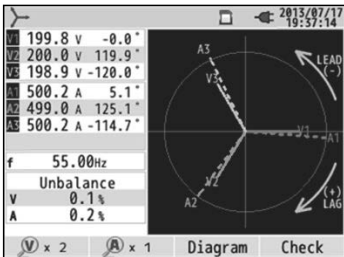 2013/07/17
19:57:14
V1 199.8 V -0.0°
V2 200.0 V 119.9°
V3 198.9 V -120.0°
A1 500.2 A 5.1°
A2 499.0 A 125.1°
A3 500.2 A -114.7°
f 55.00Hz
Unbalance
V 0.1%
A 0.2%
A3
V3
LEAD
(-)
V1
A1
V2
A2
(+)
LAG
V x 2 A x 1 Diagram Check